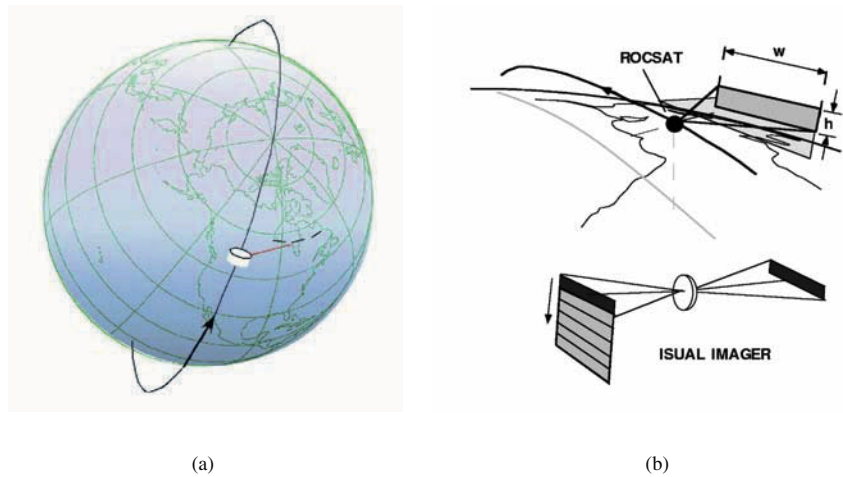 w
ROCSAT
h
ISUAL IMAGER
(a)
(b)